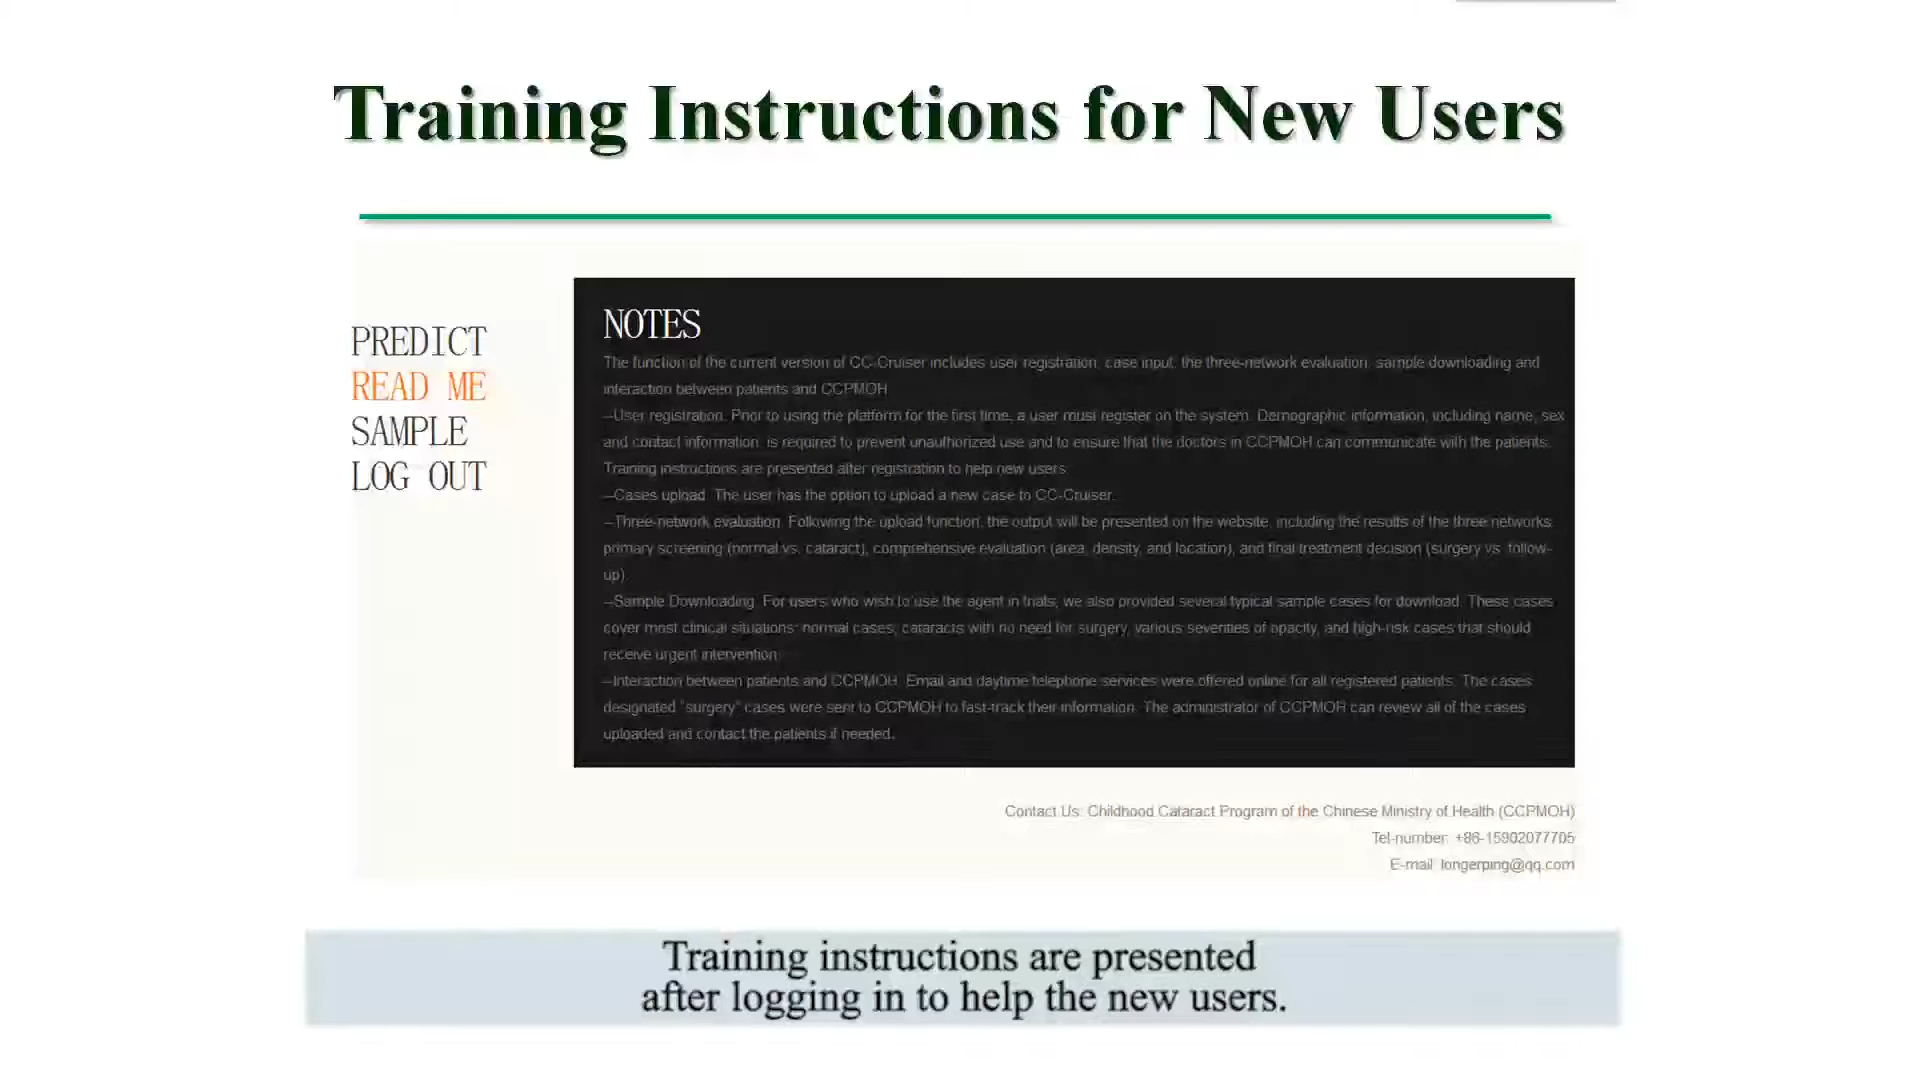 Training Instructions for New Users
PREDICT
READ ME
SAMPLE
LOG OUT
NOTES
The function of the current version of CC-Cruiser includes user registration, case input, the three-network evaluation, sample downloading and
interaction between patients and CCPMOH.
--User registration. Prior to using the platform for the first time, a user must register on the system. Demographic information, including name, sex
and contact information, is required to prevent unauthorized use and to ensure that the doctors in CCPMOH can communicate with the patients.
Training instructions are presented after registration to help new users.
--Cases upload. The user has the option to upload a new case to CC-Cruiser.
--Three-network evaluation. Following the upload function, the output will be presented on the website, including the results of the three networks:
primary screening (normal vs. cataract), comprehensive evaluation (area, density, and location), and final treatment decision (surgery vs. follow-
up).
--Sample Downloading. For users who wish to use the agent in trials, we also provided several typical sample cases for download. These cases
cover most clinical situations: normal cases, cataracts with no need for surgery, various severities of opacity, and high-risk cases that should
receive urgent intervention.
--Interaction between patients and CCPMOH. Email and daytime telephone services were offered online for all registered patients. The cases
designated "surgery" cases were sent to CCPMOH to fast-track their information. The administrator of CCPMOH can review all of the cases
uploaded and contact the patients if needed.
Contact Us: Childhood Cataract Program of the Chinese Ministry of Health (CCPMOH)
Tel-number: +86-15902077705
E-mail: longerping@qq.com
Training instructions are presented
after logging in to help the new users.